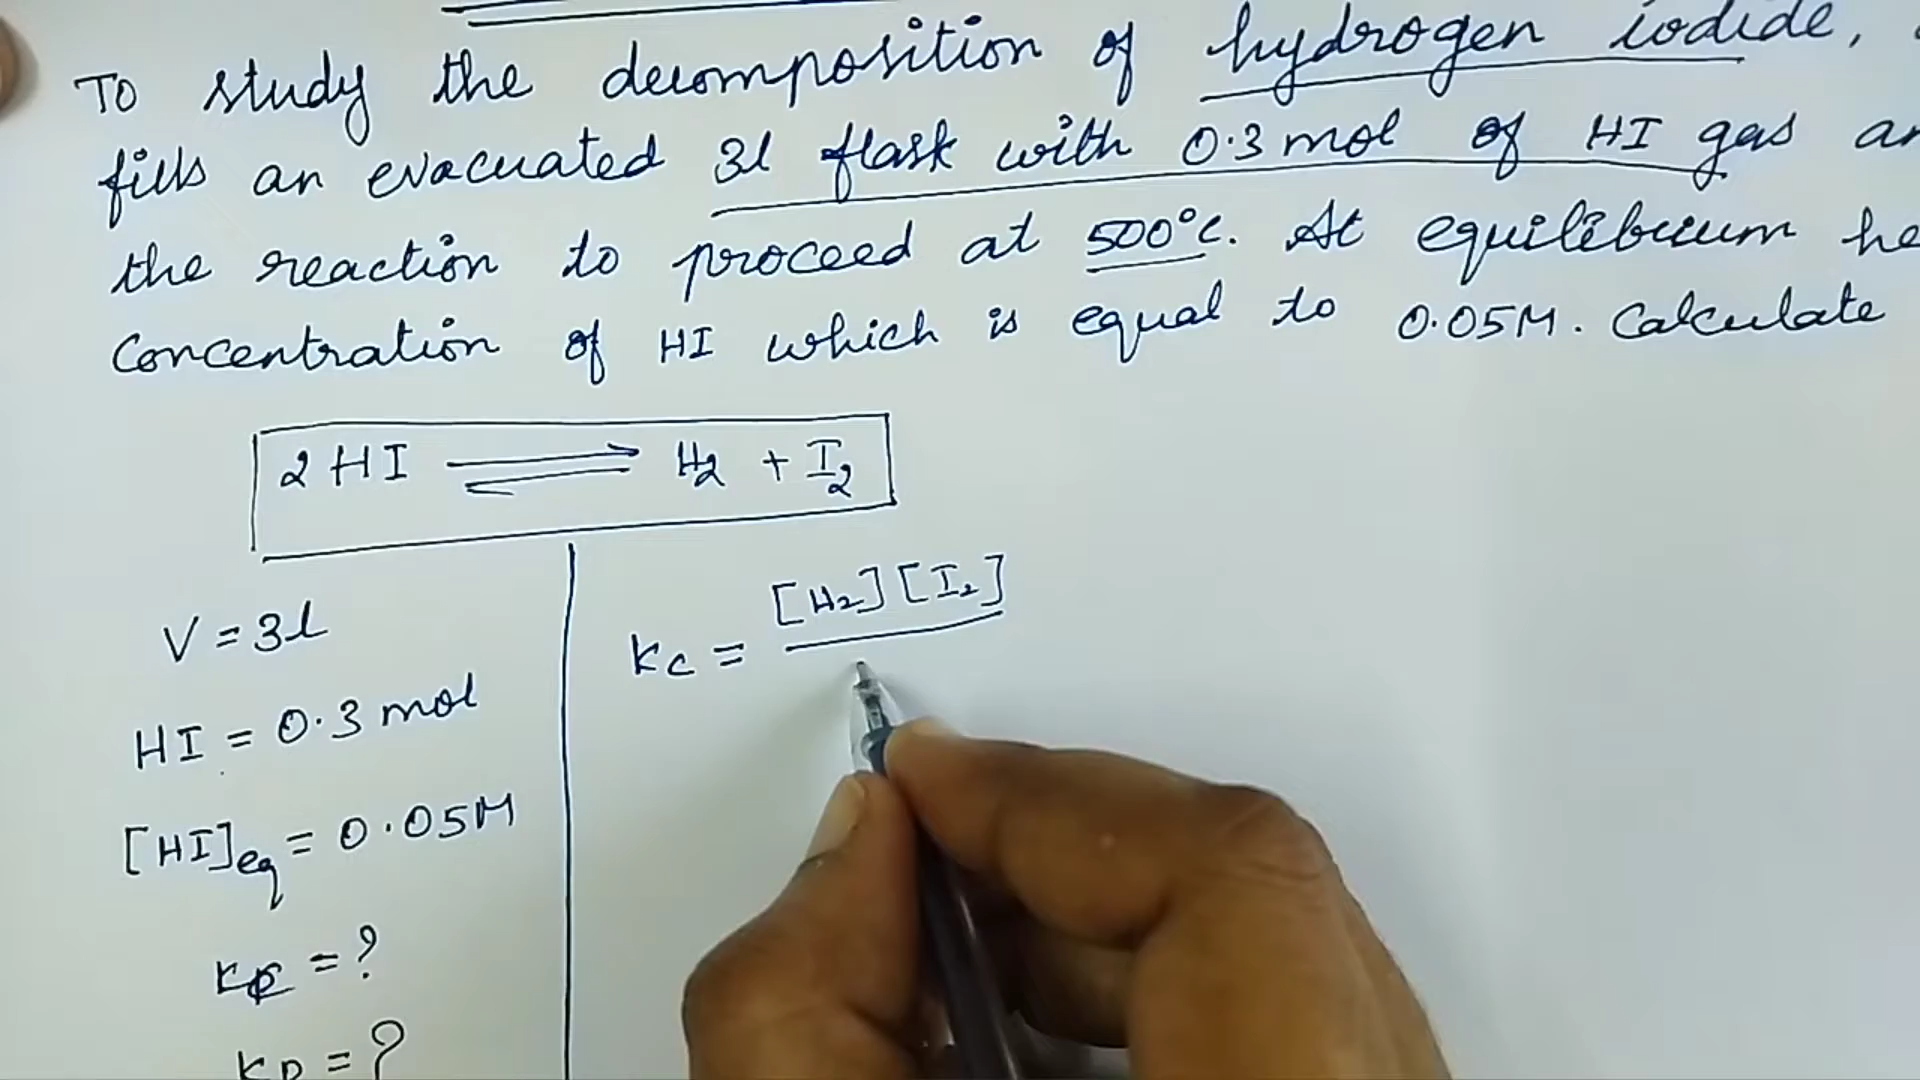 To study the decomposition of hydrogen iodide,
fills an evacuated 3l flask with 0.3 mol of HI gas
the reaction to proceed at 500°C. At equilibrium he
concentration of HI which is equal to 0.05M. Calculate
2HI ⇌ H₂ + I₂
V = 3l
HI = 0.3 mol
[HI]eq = 0.05M
Kc = ?
KP = ?
Kc = [H₂][I₂]